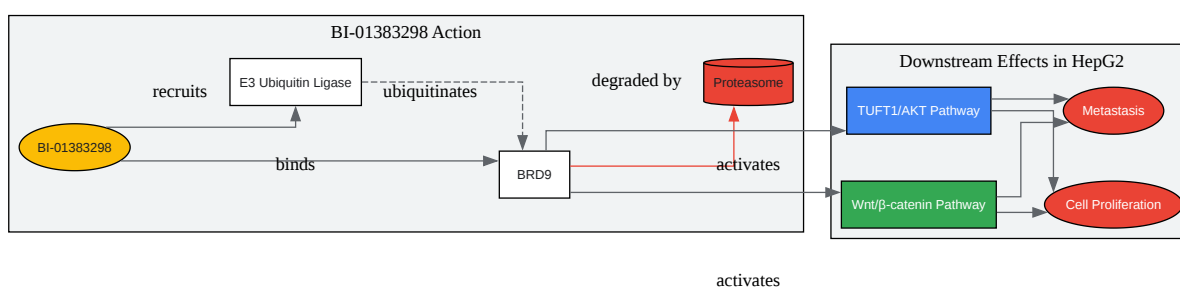 BI-01383298 Action
Downstream Effects in HepG2
E3 Ubiquitin Ligase
recruits
ubiquitinates
degraded by
Proteasome
TUFT1/AKT Pathway
Metastasis
BI-01383298
binds
BRD9
activates
Wnt/β-catenin Pathway
Cell Proliferation
activates